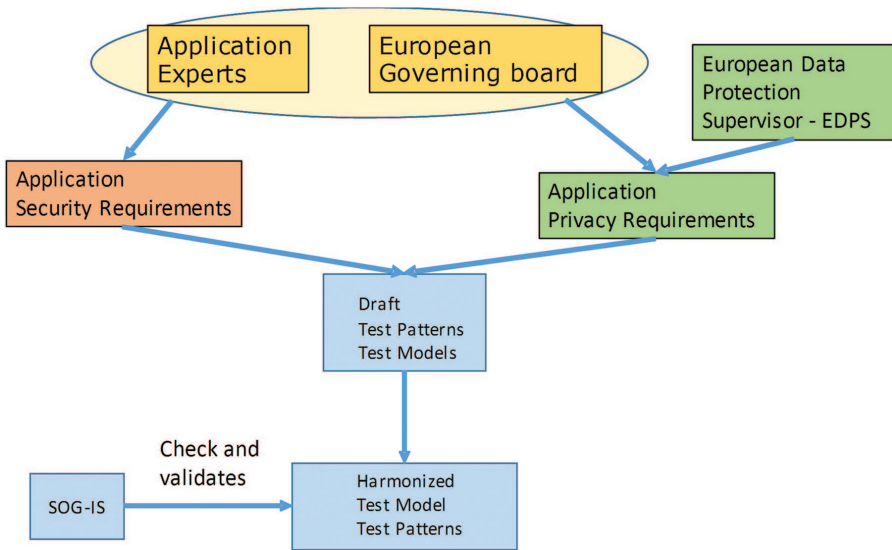 Application
Experts
European
Governing board
European Data
Protection
Supervisor - EDPS
Application
Security Requirements
Application
Privacy Requirements
Draft
Test Patterns
Test Models
Check and
validates
SOG-IS
Harmonized
Test Model
Test Patterns